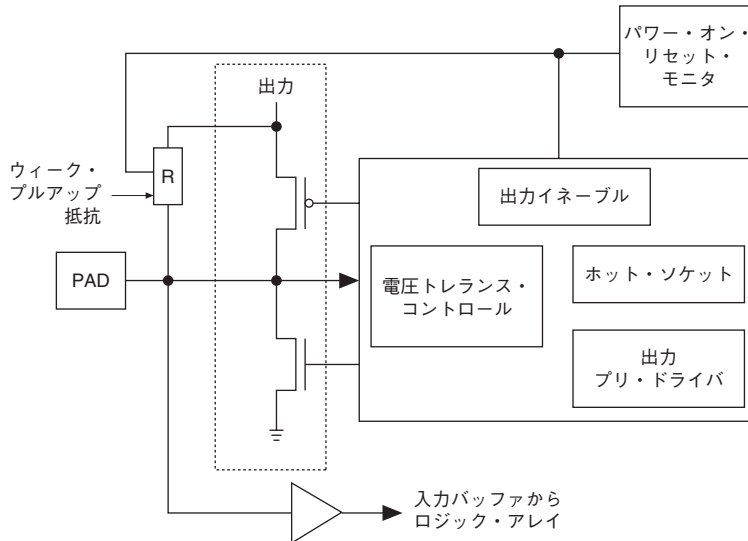 パワー・オン・
リセット・
モニタ
出力
R
ウィーク・
プルアップ
抵抗
出力イネーブル
PAD
電圧トレランス・
コントロール
ホット・ソケット
出力
プリ・ドライバ
入力バッファから
ロジック・アレイ